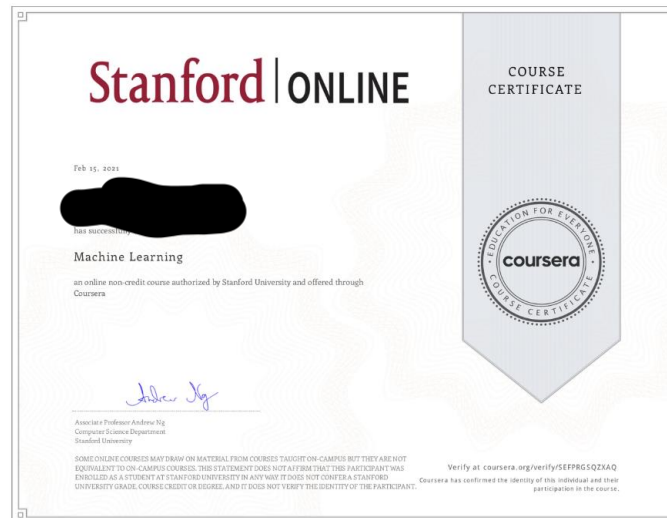 Stanford | ONLINE
COURSE
CERTIFICATE
Feb 15, 2021
has successfully
Machine Learning
an online non-credit course authorized by Stanford University and offered through
Coursera
EDUCATION FOR EVERYONE
coursera
COURSE CERTIFICATE
Andrew Ng
Associate Professor Andrew Ng
Computer Science Department
Stanford University
SOME ONLINE COURSES MAY DRAW ON MATERIAL FROM COURSES TAUGHT ON-CAMPUS BUT THEY ARE NOT
EQUIVALENT TO ON-CAMPUS COURSES. THIS STATEMENT DOES NOT AFFIRM THAT THIS PARTICIPANT WAS
ENROLLED AS A STUDENT AT STANFORD UNIVERSITY IN ANY WAY. IT DOES NOT CONFER A STANFORD
UNIVERSITY GRADE, COURSE CREDIT OR DEGREE, AND IT DOES NOT VERIFY THE IDENTITY OF THE PARTICIPANT.
Verify at coursera.org/verify/5EFPRG5QZXAQ
Coursera has confirmed the identity of this individual and their
participation in the course.